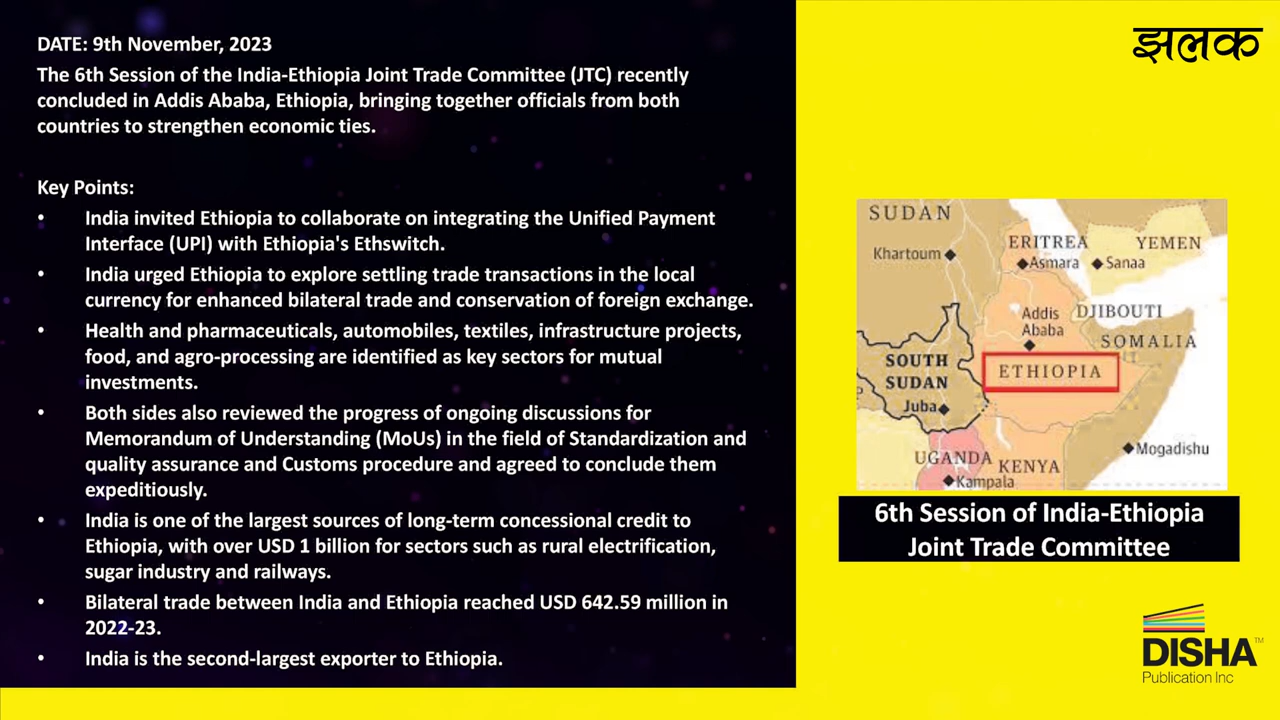 DATE: 9th November, 2023
The 6th Session of the India-Ethiopia Joint Trade Committee (JTC) recently
concluded in Addis Ababa, Ethiopia, bringing together officials from both
countries to strengthen economic ties.
Key Points:
• India invited Ethiopia to collaborate on integrating the Unified Payment
Interface (UPI) with Ethiopia's Ethswitch.
• India urged Ethiopia to explore settling trade transactions in the local
currency for enhanced bilateral trade and conservation of foreign exchange.
• Health and pharmaceuticals, automobiles, textiles, infrastructure projects,
food, and agro-processing are identified as key sectors for mutual
investments.
• Both sides also reviewed the progress of ongoing discussions for
Memorandum of Understanding (MoUs) in the field of Standardization and
quality assurance and Customs procedure and agreed to conclude them
expeditiously.
• India is one of the largest sources of long-term concessional credit to
Ethiopia, with over USD 1 billion for sectors such as rural electrification,
sugar industry and railways.
• Bilateral trade between India and Ethiopia reached USD 642.59 million in
2022-23.
• India is the second-largest exporter to Ethiopia.
झलक
SUDAN
Khartoum
ERITREA
Asmara
YEMEN
Sanaa
Addis
Ababa
DJIBOUTI
SOMALIA
ETHIOPIA
SOUTH
SUDAN
Juba
UGANDA
Kampala
KENYA
Mogadishu
6th Session of India-Ethiopia
Joint Trade Committee
DISHA™
Publication Inc